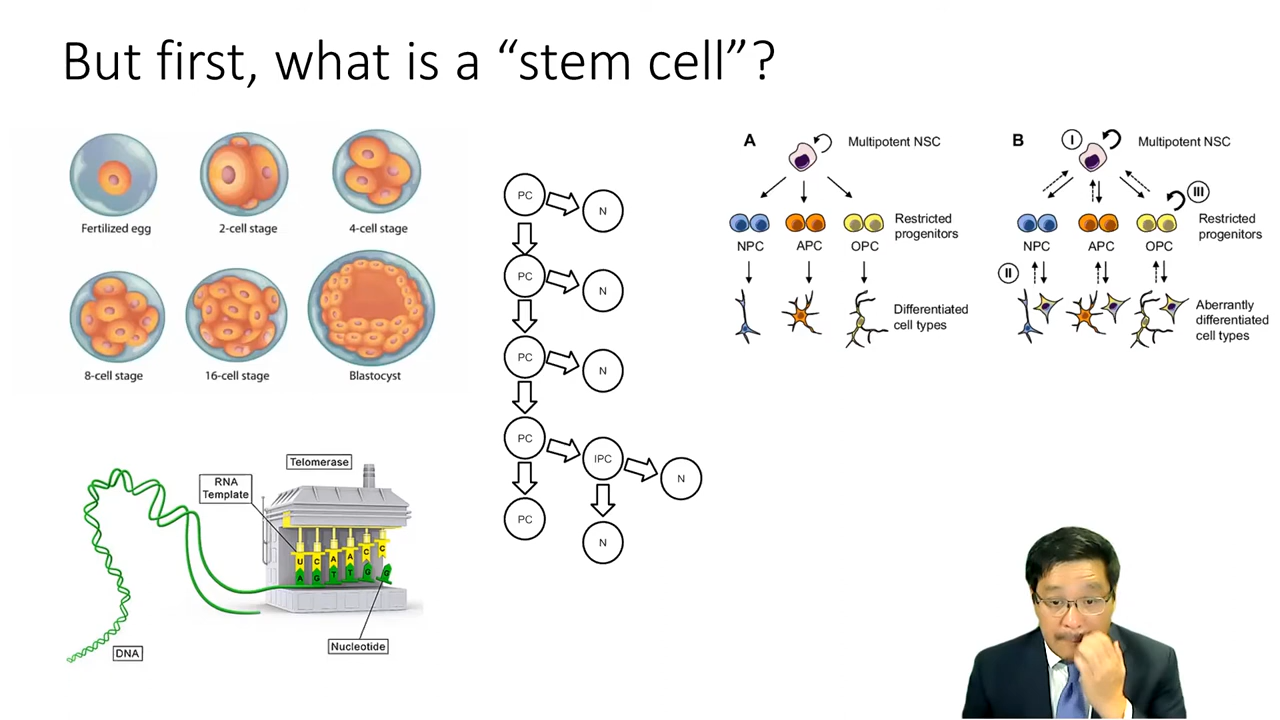 But first, what is a “stem cell”?
Fertilized egg
2-cell stage
4-cell stage
8-cell stage
16-cell stage
Blastocyst
Telomerase
RNA
Template
U C A A C C
A G T T G G
Nucleotide
DNA
PC
N
PC
N
PC
N
PC
IPC
N
PC
N
A
Multipotent NSC
Restricted
progenitors
NPC
APC
OPC
Differentiated
cell types
B
I
Multipotent NSC
III
Restricted
progenitors
NPC
APC
OPC
II
Aberrantly
differentiated
cell types